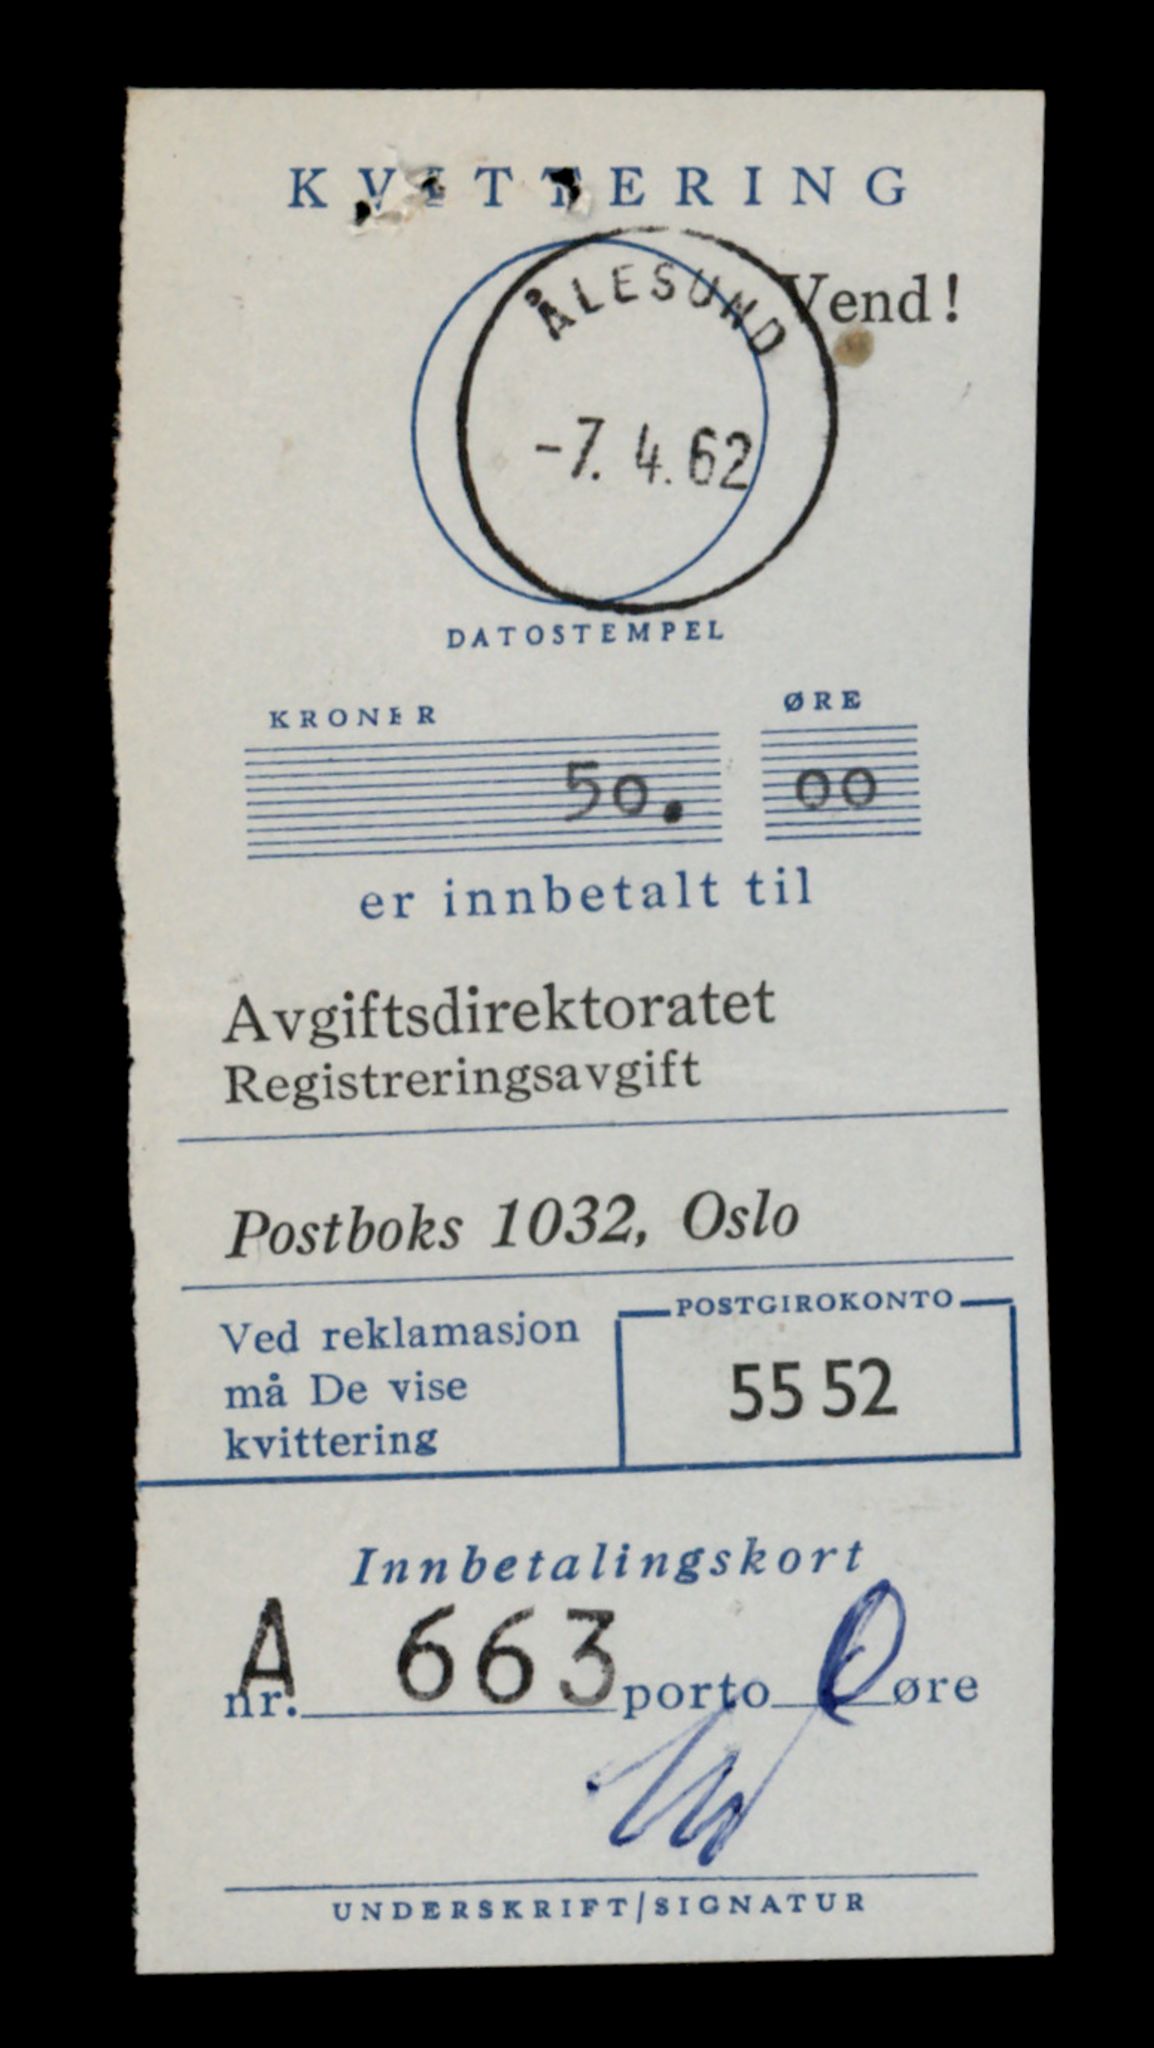 KVITTERING
Vend!
ÅLESUND
-7. 4. 62
DATOSTEMPEL
KRONER ØRE
50. 00
er innbetalt til
Avgiftsdirektoratet
Registreringsavgift
Postboks 1032, Oslo
Ved reklamasjon
må De vise
kvittering
POSTGIROKONTO
55 52
Innbetalingskort
A
nr. 663 porto 0 øre
UNDERSKRIFT/SIGNATUR